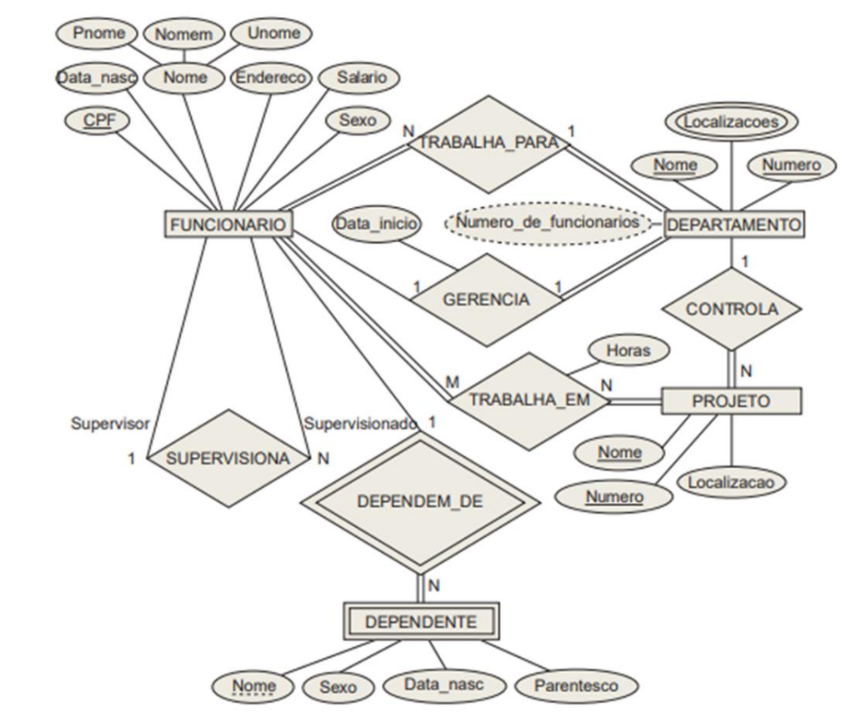 Pnome
Nomem
Unome
Data_nasc
Nome
Endereco
Salario
CPF
Sexo
N
TRABALHA_PARA
1
Localizacoes
Nome
Numero
FUNCIONARIO
Data_inicio
Numero_de_funcionarios
DEPARTAMENTO
1
GERENCIA
1
1
CONTROLA
N
Horas
M
TRABALHA_EM
N
PROJETO
Supervisor
Supervisionado
1
1
SUPERVISIONA
N
Nome
Numero
Localizacao
DEPENDEM_DE
N
DEPENDENTE
Nome
Sexo
Data_nasc
Parentesco